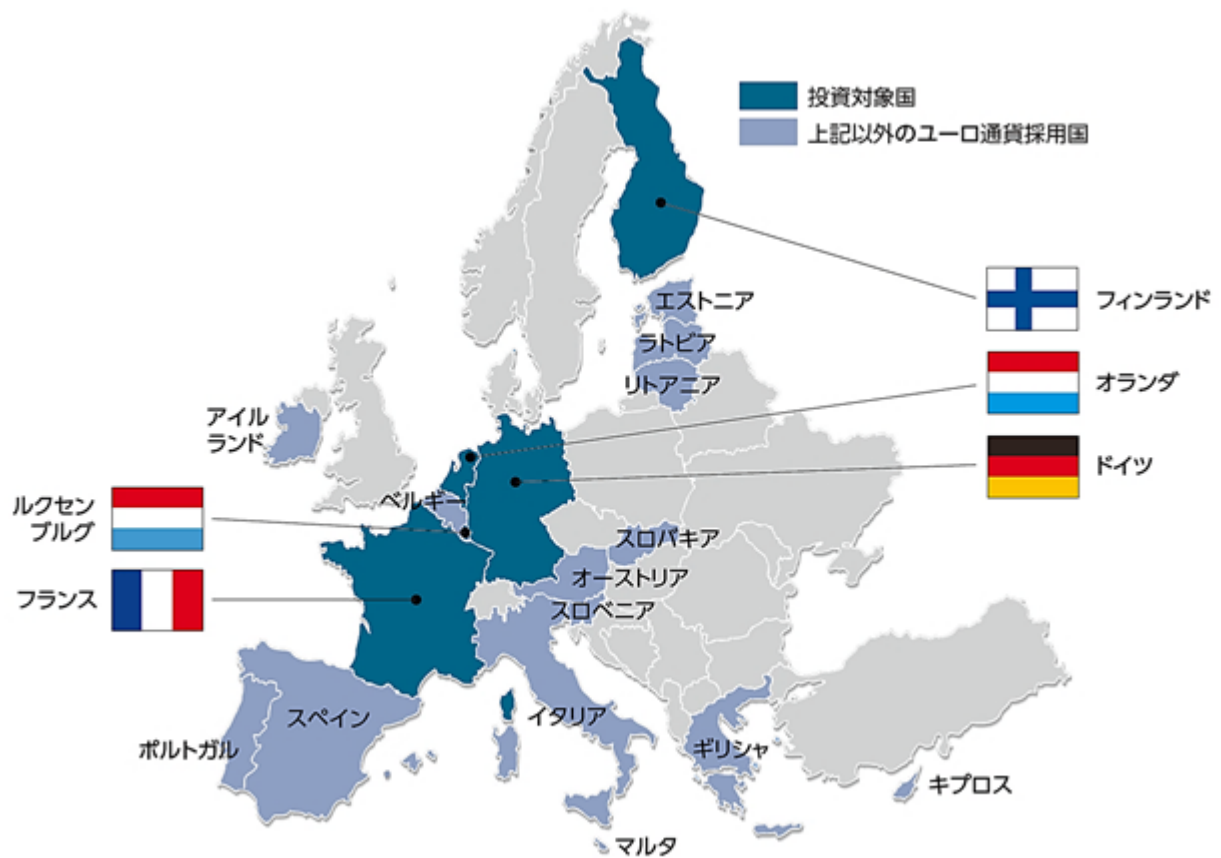 投資対象国
上記以外のユーロ通貨採用国
フィンランド
エストニア
ラトビア
オランダ
リトアニア
アイル
ランド
ドイツ
ベルギー
ルクセン
ブルグ
スロバキア
オーストリア
フランス
スロベニア
スペイン
イタリア
ポルトガル
ギリシャ
キプロス
マルタ